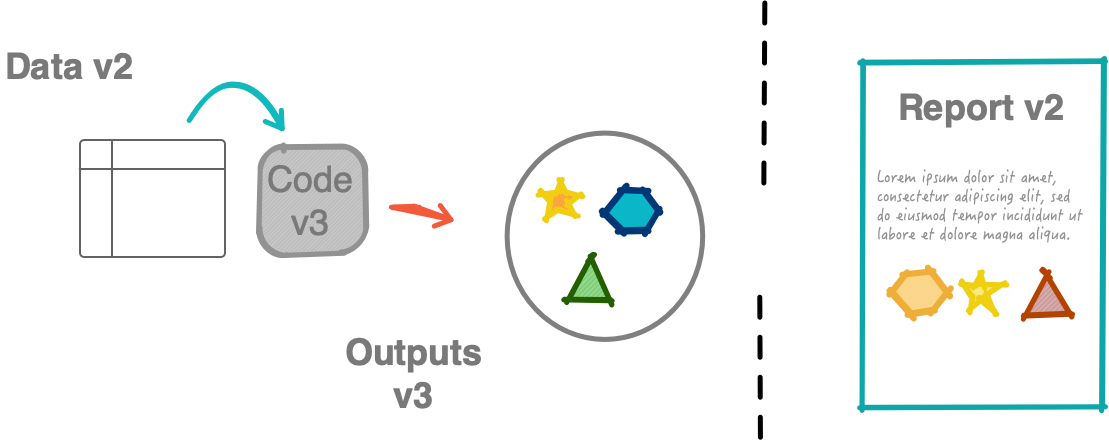 Data v2
Code
v3
Outputs
v3
Report v2
Lorem ipsum dolor sit amet,
consectetur adipiscing elit, sed
do eiusmod tempor incididunt ut
labore et dolore magna aliqua.